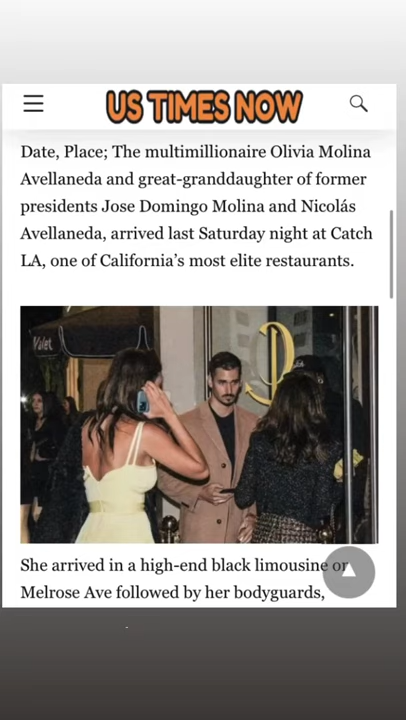 US TIMES NOW
Date, Place; The multimillionaire Olivia Molina
Avellaneda and great-granddaughter of former
presidents Jose Domingo Molina and Nicolás
Avellaneda, arrived last Saturday night at Catch
LA, one of California’s most elite restaurants.
Valet
She arrived in a high-end black limousine on
Melrose Ave followed by her bodyguards,